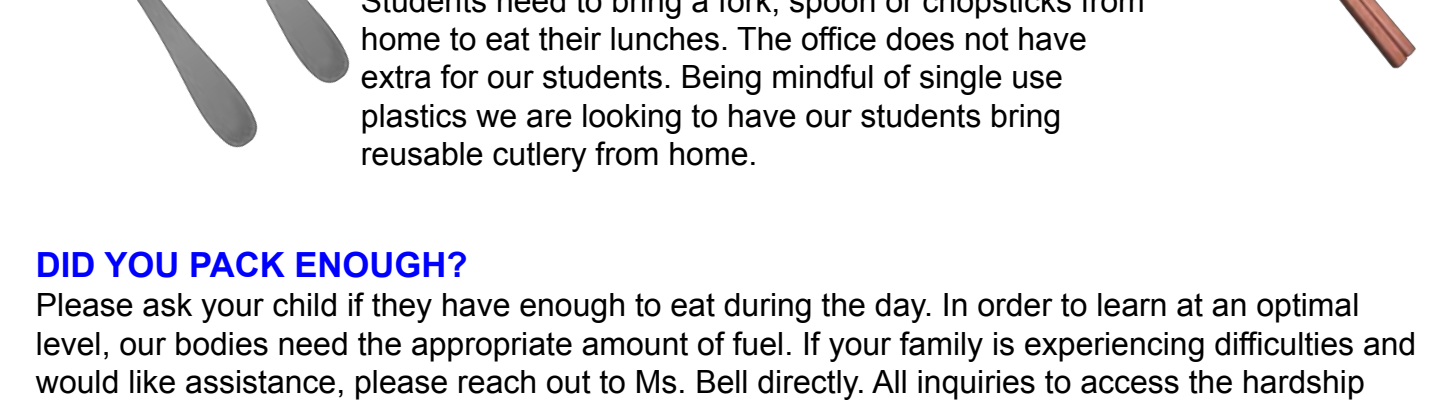 Students need to bring a fork, spoon or chopsticks from
home to eat their lunches. The office does not have
extra for our students. Being mindful of single use
plastics we are looking to have our students bring
reusable cutlery from home.
DID YOU PACK ENOUGH?
Please ask your child if they have enough to eat during the day. In order to learn at an optimal
level, our bodies need the appropriate amount of fuel. If your family is experiencing difficulties and
would like assistance, please reach out to Ms. Bell directly. All inquiries to access the hardship